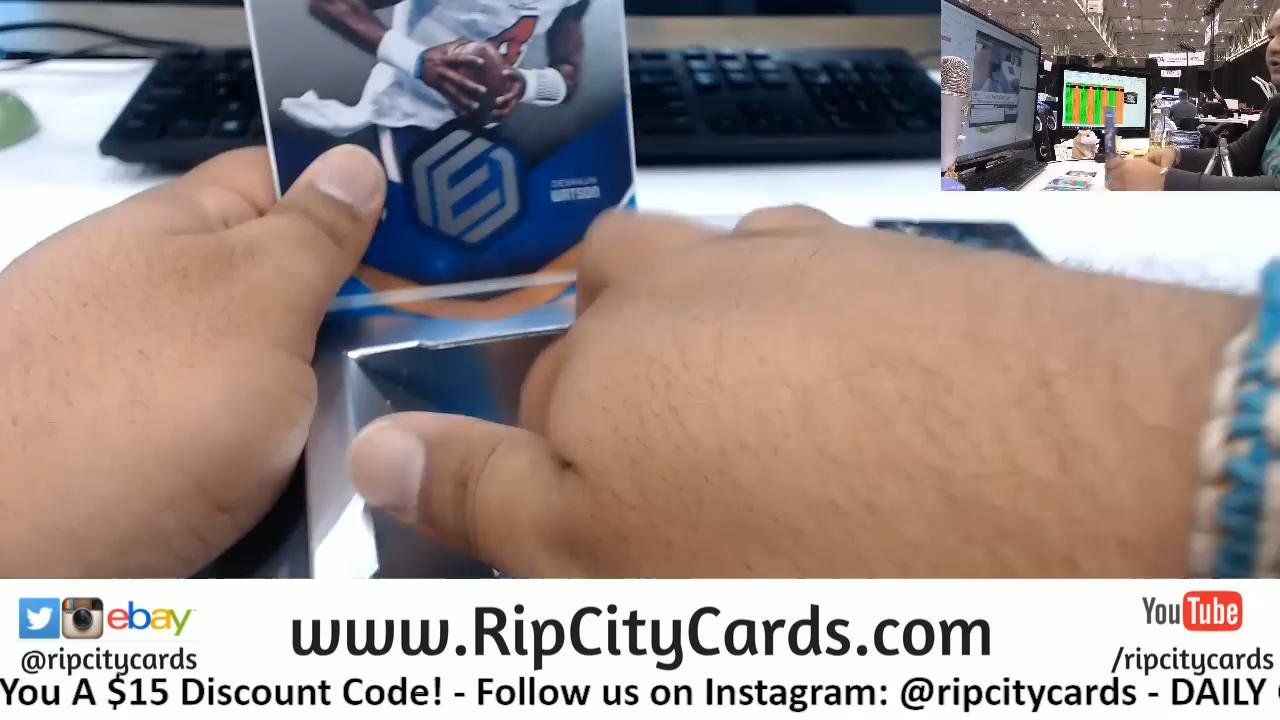 4
E
DESHAUN
WATSON
ebay
www.RipCityCards.com
YouTube
@ripcitycards
/ripcitycards
You A $15 Discount Code! - Follow us on Instagram: @ripcitycards - DAILY